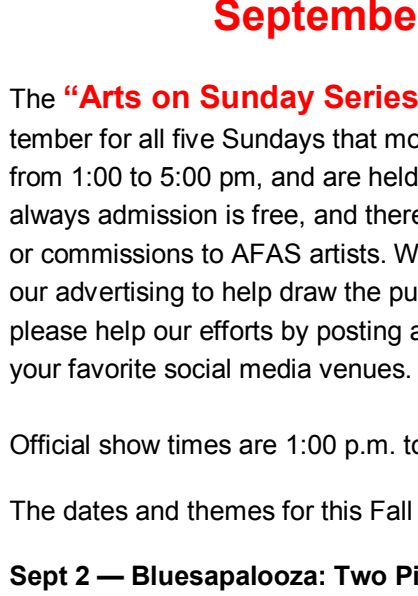 Septembe
The “Arts on Sunday Series
tember for all five Sundays that mo
from 1:00 to 5:00 pm, and are held
always admission is free, and there
or commissions to AFAS artists. W
our advertising to help draw the pu
please help our efforts by posting a
your favorite social media venues.
Official show times are 1:00 p.m. to
The dates and themes for this Fall
Sept 2 — Bluesapalooza: Two Pi